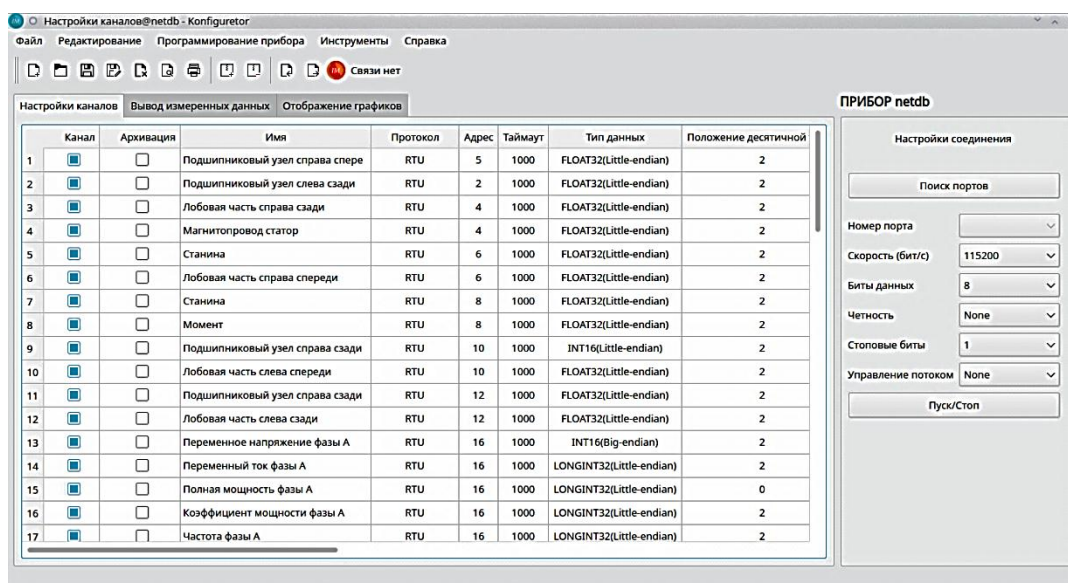 Настройки каналов@netdb - Konfiguretor
Файл Редактирование Программирование прибора Инструменты Справка
Связи нет
Настройки каналов Вывод измеренных данных Отображение графиков
Канал Архивация Имя Протокол Адрес Таймаут Тип данных Положение десятичной
1 Подшипниковый узел справа спере RTU 5 1000 FLOAT32(Little-endian) 2
2 Подшипниковый узел слева сзади RTU 2 1000 FLOAT32(Little-endian) 2
3 Лобовая часть справа сзади RTU 4 1000 FLOAT32(Little-endian) 2
4 Магнитопровод статор RTU 4 1000 FLOAT32(Little-endian) 2
5 Станина RTU 6 1000 FLOAT32(Little-endian) 2
6 Лобовая часть справа спереди RTU 6 1000 FLOAT32(Little-endian) 2
7 Станина RTU 8 1000 FLOAT32(Little-endian) 2
8 Момент RTU 8 1000 FLOAT32(Little-endian) 2
9 Подшипниковый узел справа сзади RTU 10 1000 INT16(Little-endian) 2
10 Лобовая часть слева спереди RTU 10 1000 FLOAT32(Little-endian) 2
11 Подшипниковый узел справа сзади RTU 12 1000 FLOAT32(Little-endian) 2
12 Лобовая часть слева сзади RTU 12 1000 FLOAT32(Little-endian) 2
13 Переменное напряжение фазы А RTU 16 1000 INT16(Big-endian) 2
14 Переменный ток фазы А RTU 16 1000 LONGINT32(Little-endian) 2
15 Полная мощность фазы А RTU 16 1000 LONGINT32(Little-endian) 0
16 Коэффициент мощности фазы А RTU 16 1000 LONGINT32(Little-endian) 2
17 Частота фазы А RTU 16 1000 LONGINT32(Little-endian) 2
ПРИБОР netdb
Настройки соединения
Поиск портов
Номер порта
Скорость (бит/с) 115200
Биты данных 8
Четность None
Стоповые биты 1
Управление потоком None
Пуск/Стоп